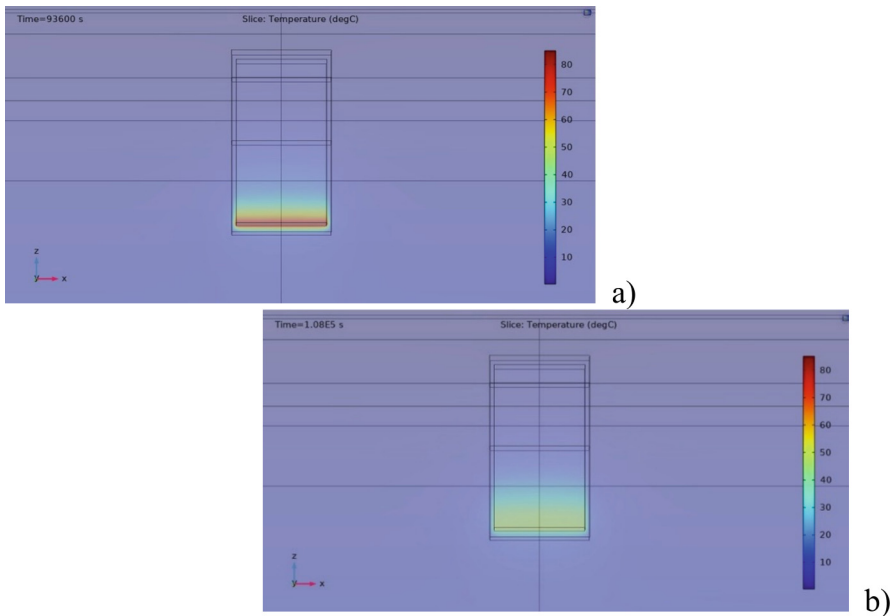 Time=93600 s Slice: Temperature (degC)
80
70
60
50
40
30
20
10
z
y x
a)
Time=1.08E5 s Slice: Temperature (degC)
80
70
60
50
40
30
20
10
z
y x
b)